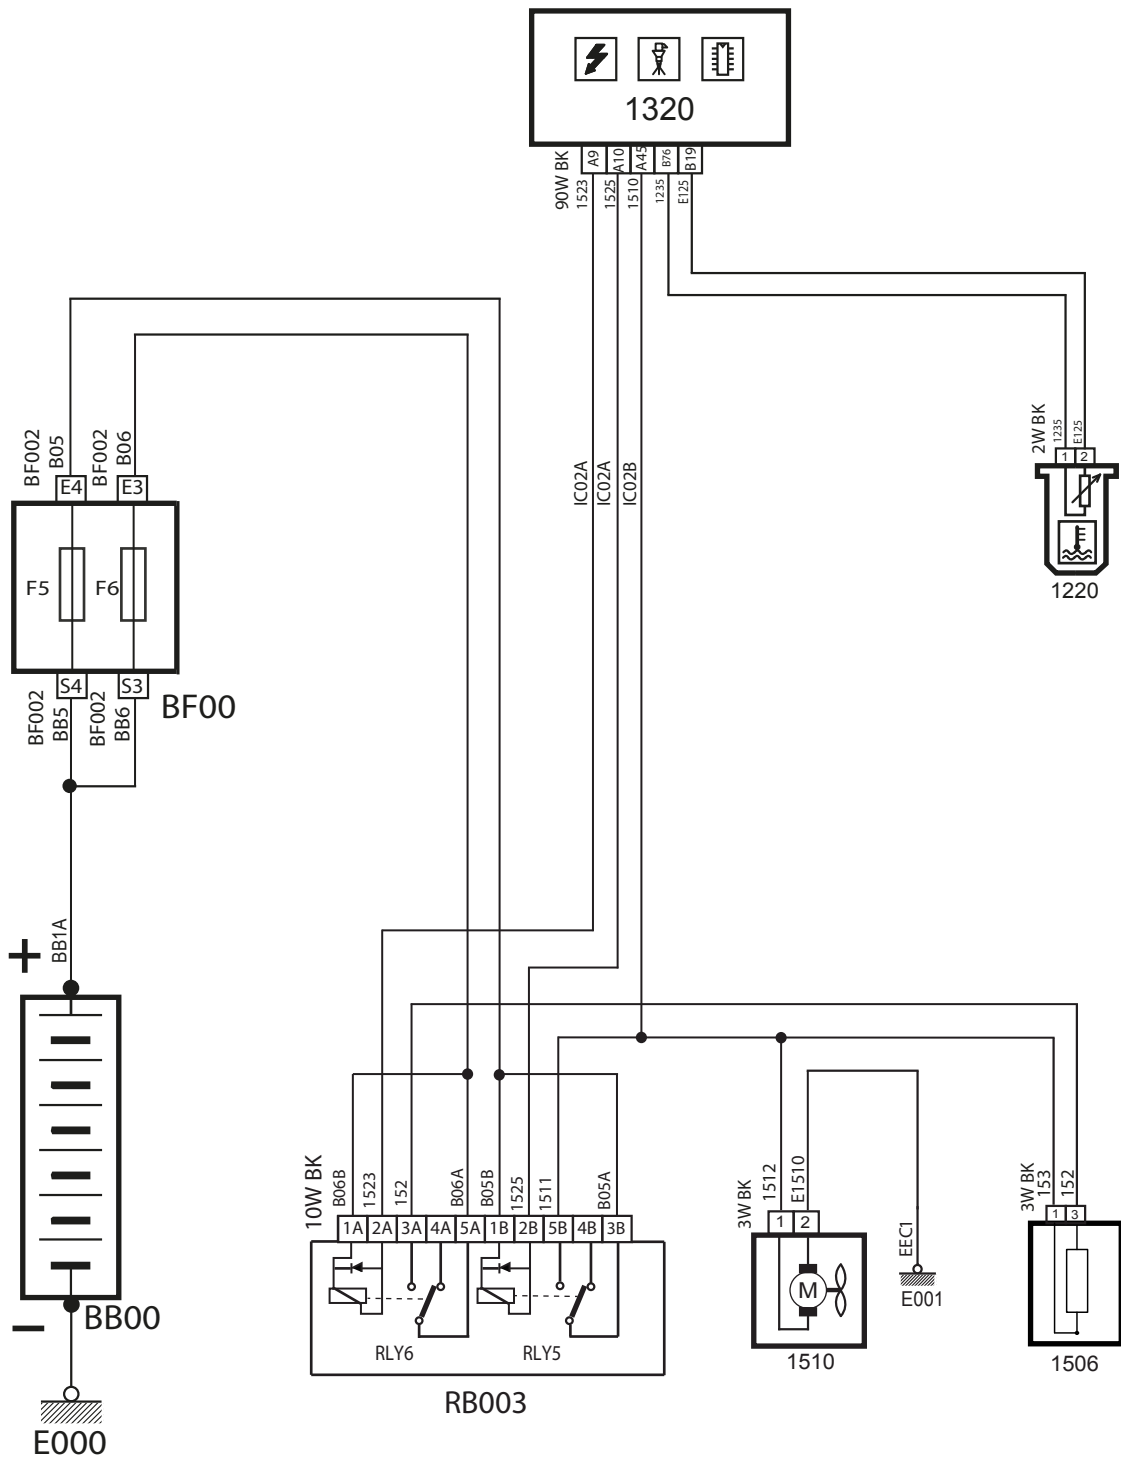 1320
90W BK
A9
A10
A45
B76
B19
1523
1525
1510
1235
E125
BF002
B05
BF002
B06
E4
E3
F5
F6
S4
S3
BF002
BB5
BF002
BB6
BF00
IC02A
IC02A
IC02B
2W BK
1235
E125
1
2
1220
+
BB1A
−
BB00
E000
10W BK
B06B
1523
152
B06A
B05B
1525
1511
B05A
1A
2A
3A
4A
5A
1B
2B
5B
4B
3B
RLY6
RLY5
RB003
3W BK
1512
E1510
1
2
M
1510
EEC1
E001
3W BK
153
152
1
3
1506